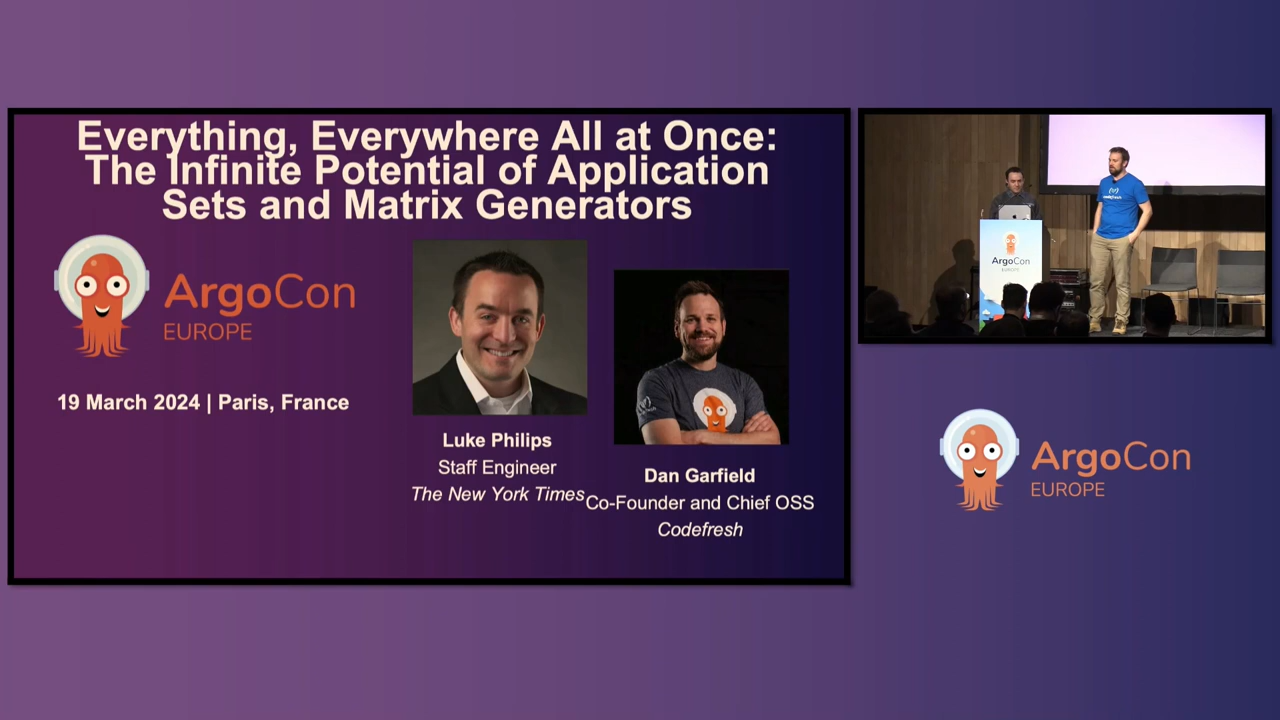 Everything, Everywhere All at Once:
The Infinite Potential of Application
Sets and Matrix Generators
ArgoCon
EUROPE
19 March 2024 | Paris, France
Luke Philips
Staff Engineer
The New York Times
Dan Garfield
Co-Founder and Chief OSS
Codefresh
ArgoCon
EUROPE
ArgoCon
EUROPE